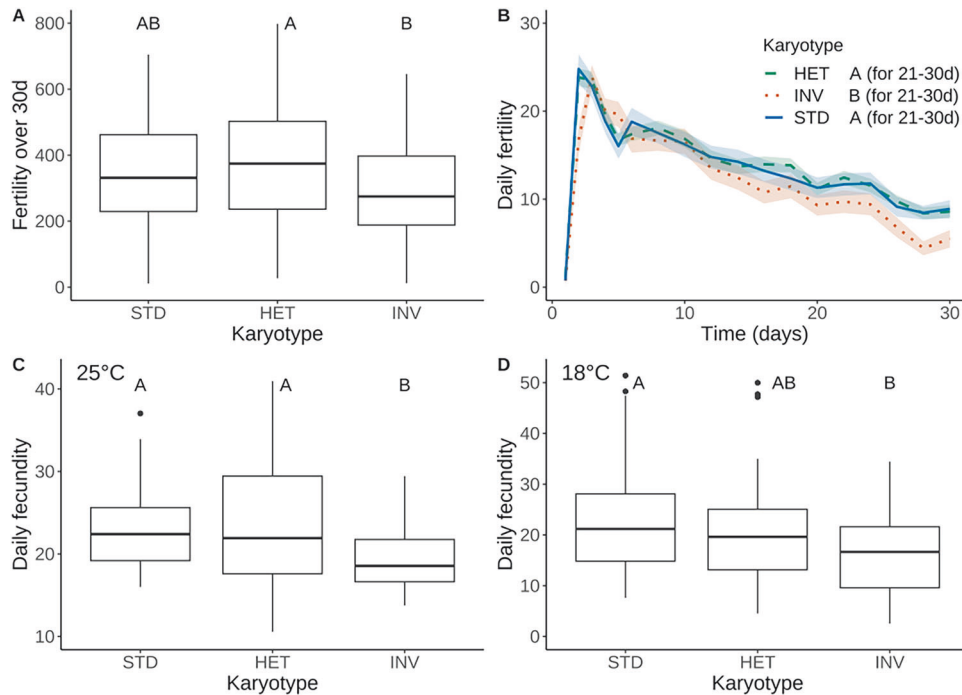 A
AB
A
B
800
600
400
200
0
Fertility over 30d
STD
HET
INV
Karyotype
B
30
20
10
0
Daily fertility
Karyotype
HET A (for 21-30d)
INV B (for 21-30d)
STD A (for 21-30d)
0
10
20
30
Time (days)
C
25°C
A
A
B
40
30
20
10
Daily fecundity
STD
HET
INV
Karyotype
D
18°C
A
AB
B
50
40
30
20
10
0
Daily fecundity
STD
HET
INV
Karyotype